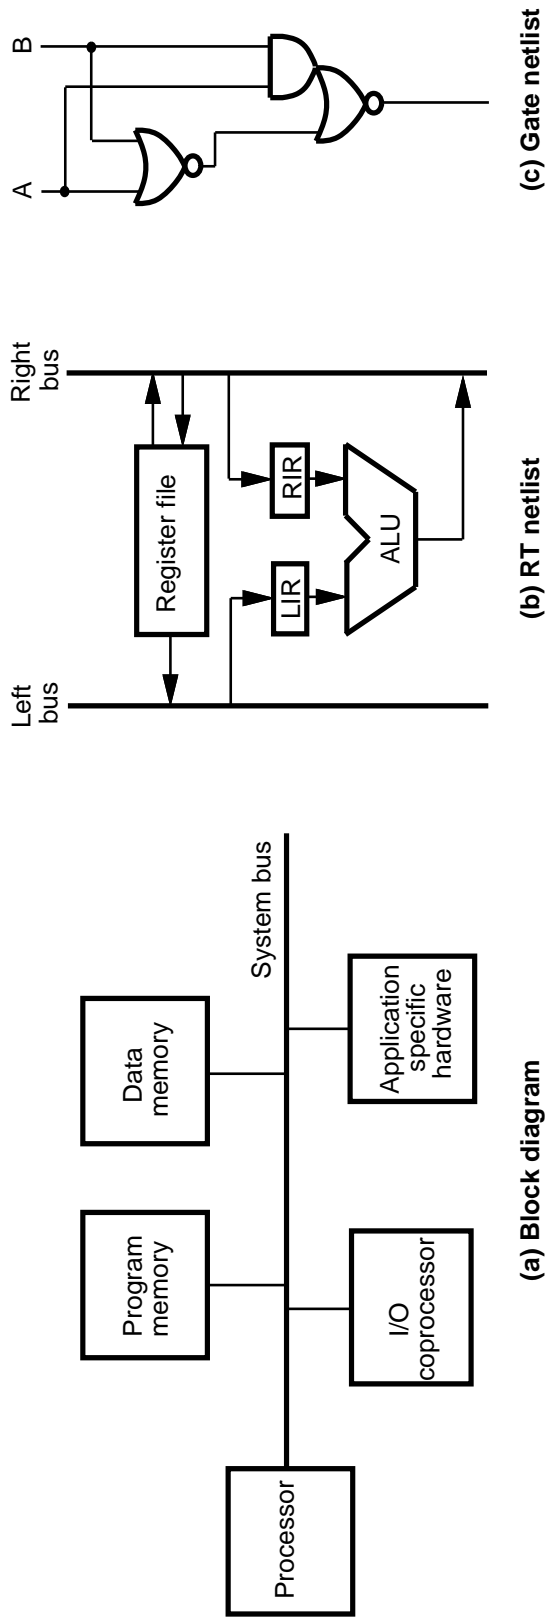 Processor
Program
memory
Data
memory
System bus
I/O
coprocessor
Application
specific
hardware
(a) Block diagram
Left
bus
Right
bus
Register file
LIR
RIR
ALU
(b) RT netlist
A
B
(c) Gate netlist